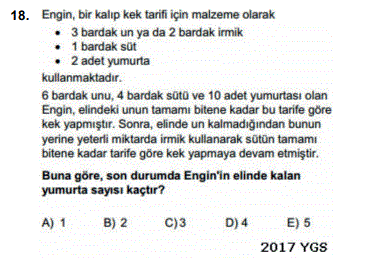 18. Engin, bir kalıp kek tarifi için malzeme olarak
• 3 bardak un ya da 2 bardak irmik
• 1 bardak süt
• 2 adet yumurta
kullanmaktadır.
6 bardak unu, 4 bardak sütü ve 10 adet yumurtası olan
Engin, elindeki unun tamamı bitene kadar bu tarife göre
kek yapmıştır. Sonra, elinde un kalmadığından bunun
yerine yeterli miktarda irmik kullanarak sütün tamamı
bitene kadar tarife göre kek yapmaya devam etmiştir.
Buna göre, son durumda Engin'in elinde kalan
yumurta sayısı kaçtır?
A) 1 B) 2 C) 3 D) 4 E) 5
2017 YGS